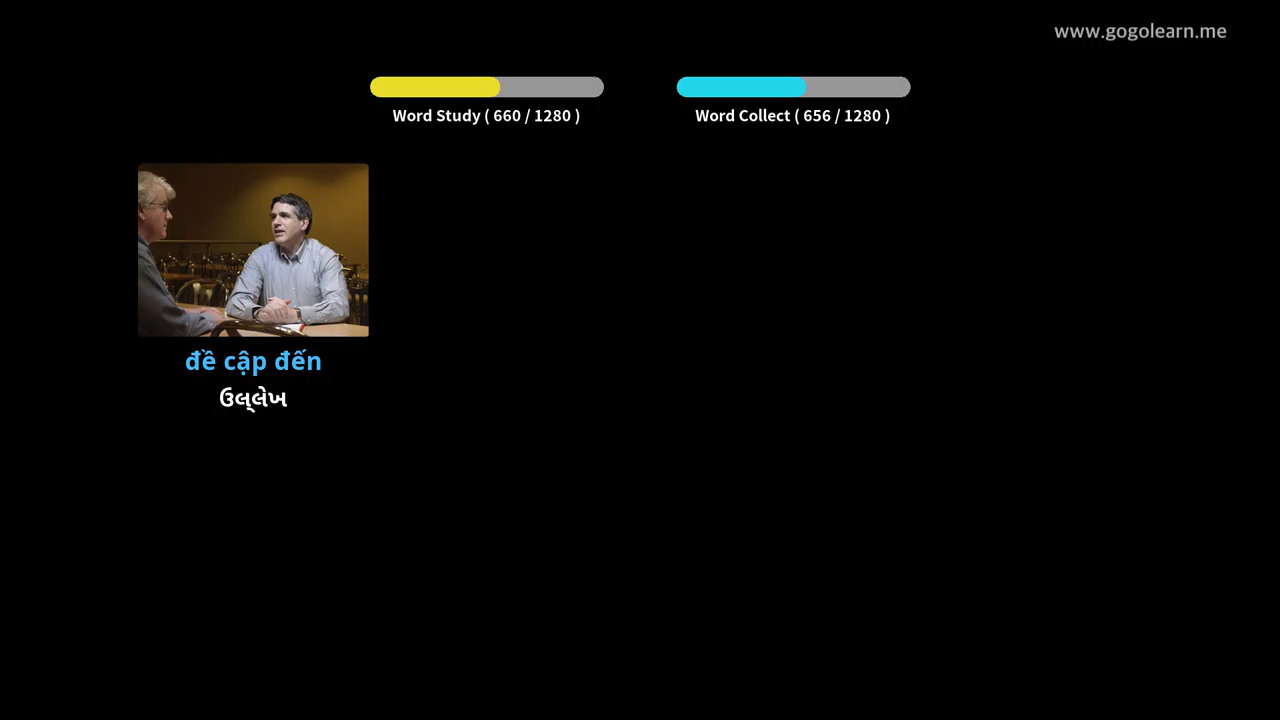 www.gogolearn.me
Word Study ( 660 / 1280 )
Word Collect ( 656 / 1280 )
đề cập đến
ઉલ્લેખ